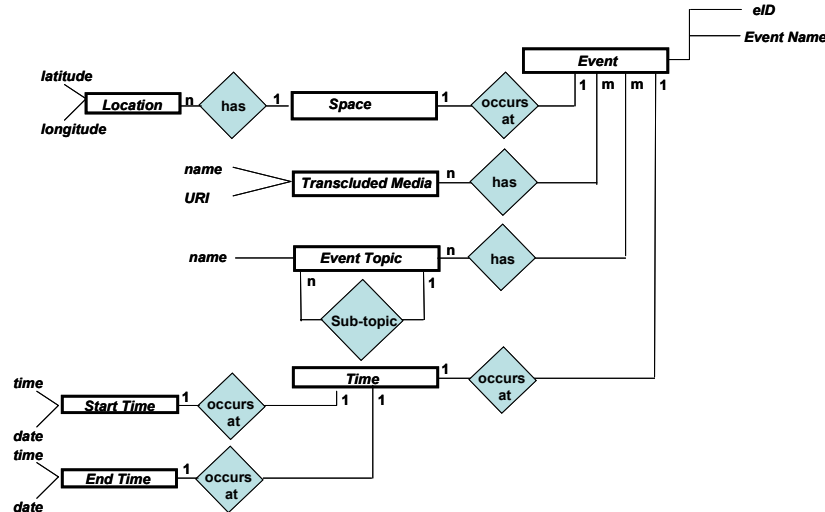 eID
Event Name
Event
1 m m 1
latitude
longitude
Location
n
has
1
Space
1
occurs
at
name
URI
Transcluded Media
n
has
name
Event Topic
n
has
n
1
Sub-topic
Time
1
occurs
at
1
1
time
date
Start Time
1
occurs
at
time
date
End Time
1
occurs
at